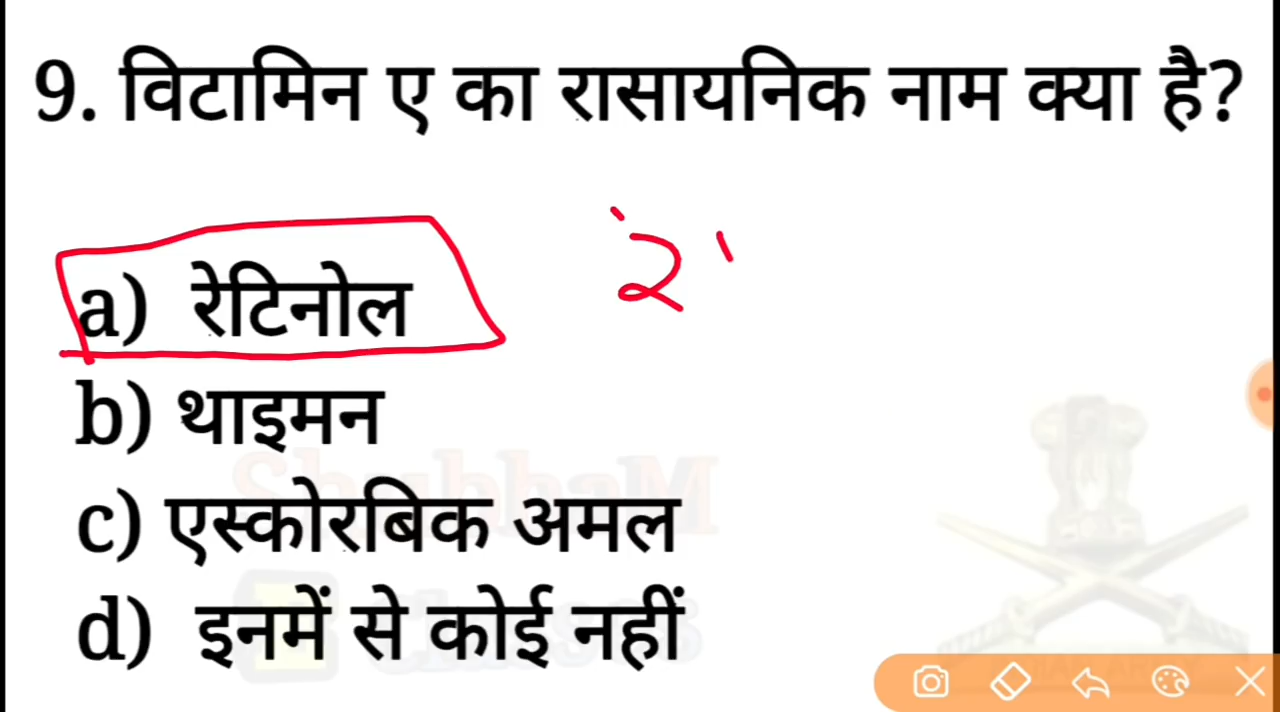 9. विटामिन ए का रासायनिक नाम क्या है?
a) रेटिनोल
b) थाइमन
c) एस्कोरबिक अमल
d) इनमें से कोई नहीं